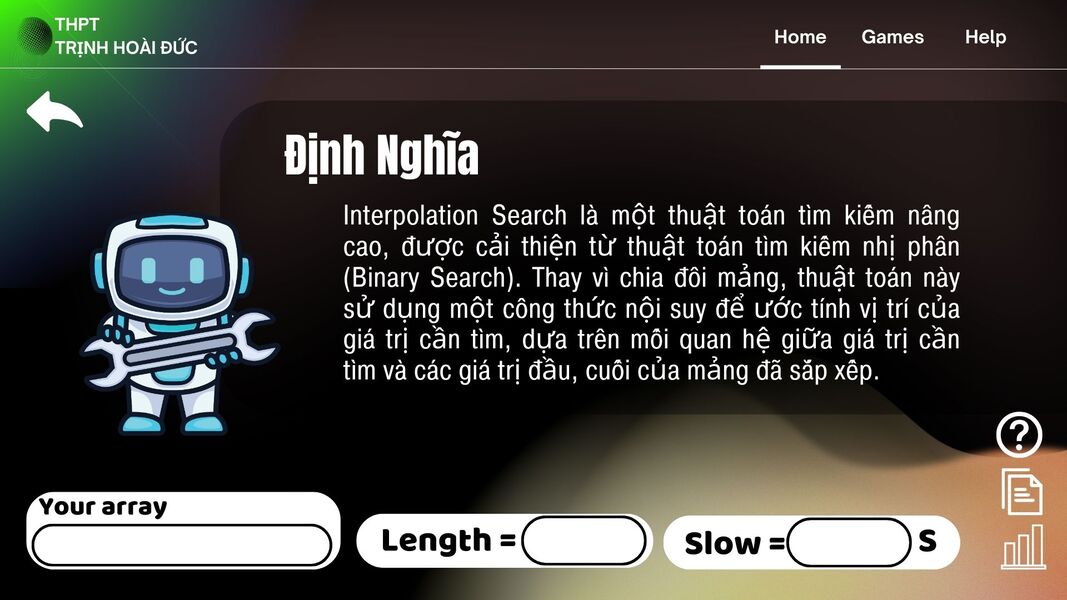 THPT
TRỊNH HOÀI ĐỨC
Home Games Help
Định Nghĩa
Interpolation Search là một thuật toán tìm kiếm nâng
cao, được cải thiện từ thuật toán tìm kiếm nhị phân
(Binary Search). Thay vì chia đôi mảng, thuật toán này
sử dụng một công thức nội suy để ước tính vị trí của
giá trị cần tìm, dựa trên mối quan hệ giữa giá trị cần
tìm và các giá trị đầu, cuối của mảng đã sắp xếp.
?
Your array
Length =
Slow = S